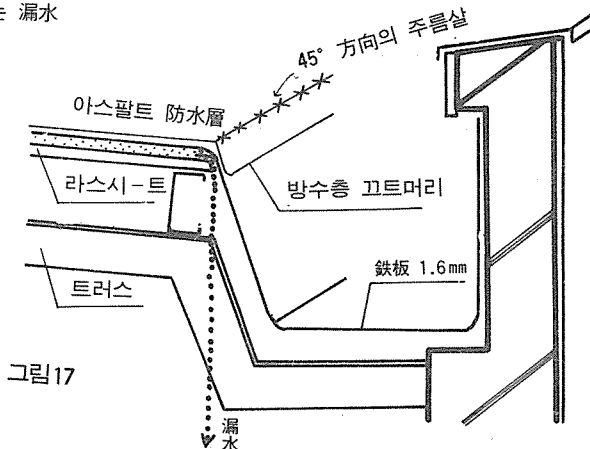 는 漏水
45° 方向의 주름살
아스팔트 防水層
라스시-트
방수층 끄트머리
鉄板 1.6mm
트러스
그림17
漏水